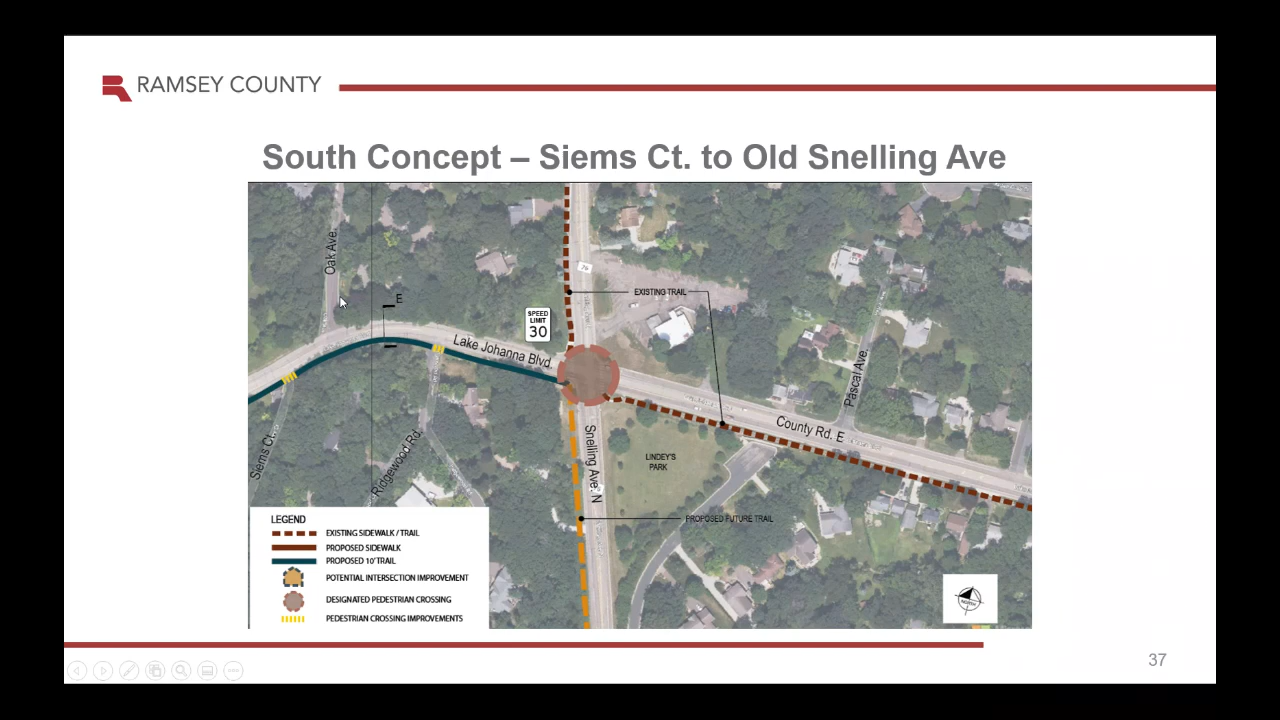 RAMSEY COUNTY
South Concept – Siems Ct. to Old Snelling Ave
Oak Ave.
E
SPEED
LIMIT
30
EXISTING TRAIL
Lake Johanna Blvd.
Pascal Ave.
County Rd. E
Siems Ct.
Ridgewood Rd.
Snelling Ave. N
LINDEY'S
PARK
PROPOSED FUTURE TRAIL
LEGEND
EXISTING SIDEWALK / TRAIL
PROPOSED SIDEWALK
PROPOSED 10' TRAIL
POTENTIAL INTERSECTION IMPROVEMENT
DESIGNATED PEDESTRIAN CROSSING
PEDESTRIAN CROSSING IMPROVEMENTS
NORTH
37